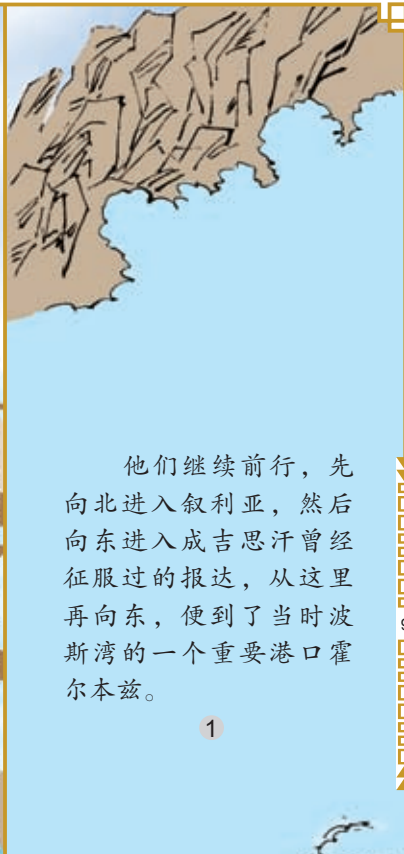 他们继续前行，先
向北进入叙利亚，然后
向东进入成吉思汗曾经
征服过的报达，从这里
再向东，便到了当时波
斯湾的一个重要港口霍
尔本兹。
1
9